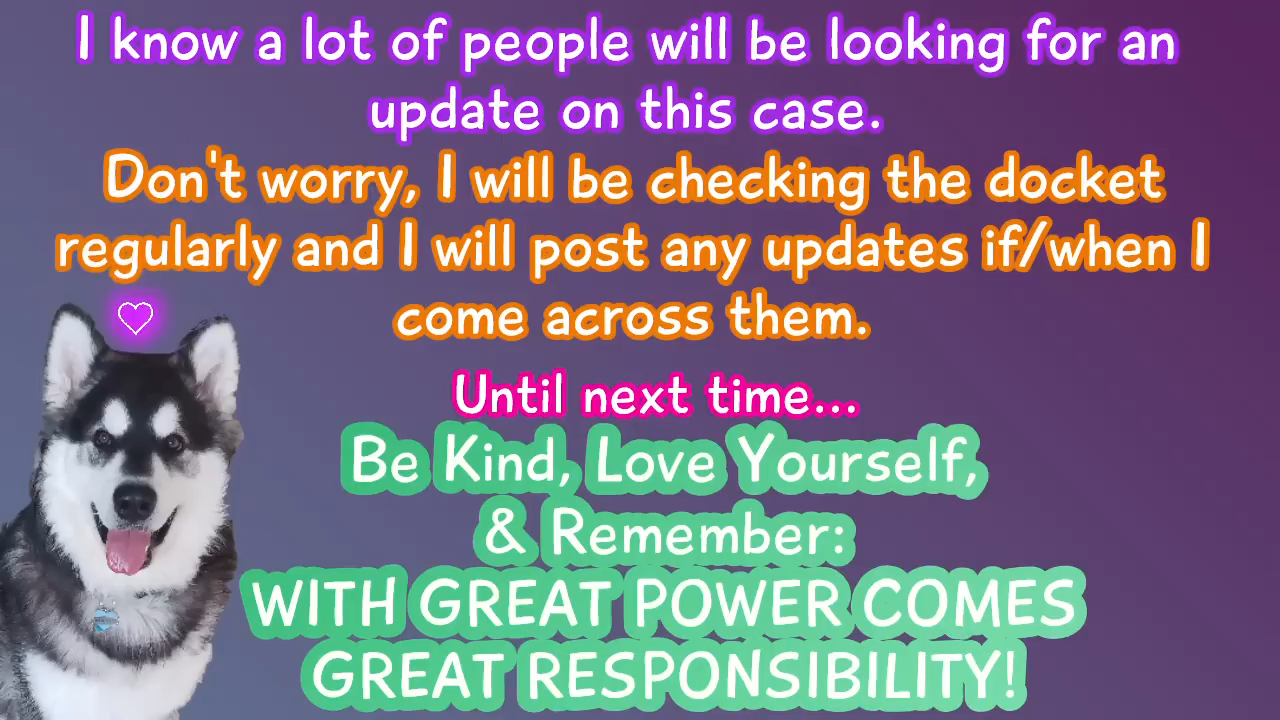 I know a lot of people will be looking for an
update on this case.
Don't worry, I will be checking the docket
regularly and I will post any updates if/when I
come across them.
Until next time...
Be Kind, Love Yourself,
& Remember:
WITH GREAT POWER COMES
GREAT RESPONSIBILITY!